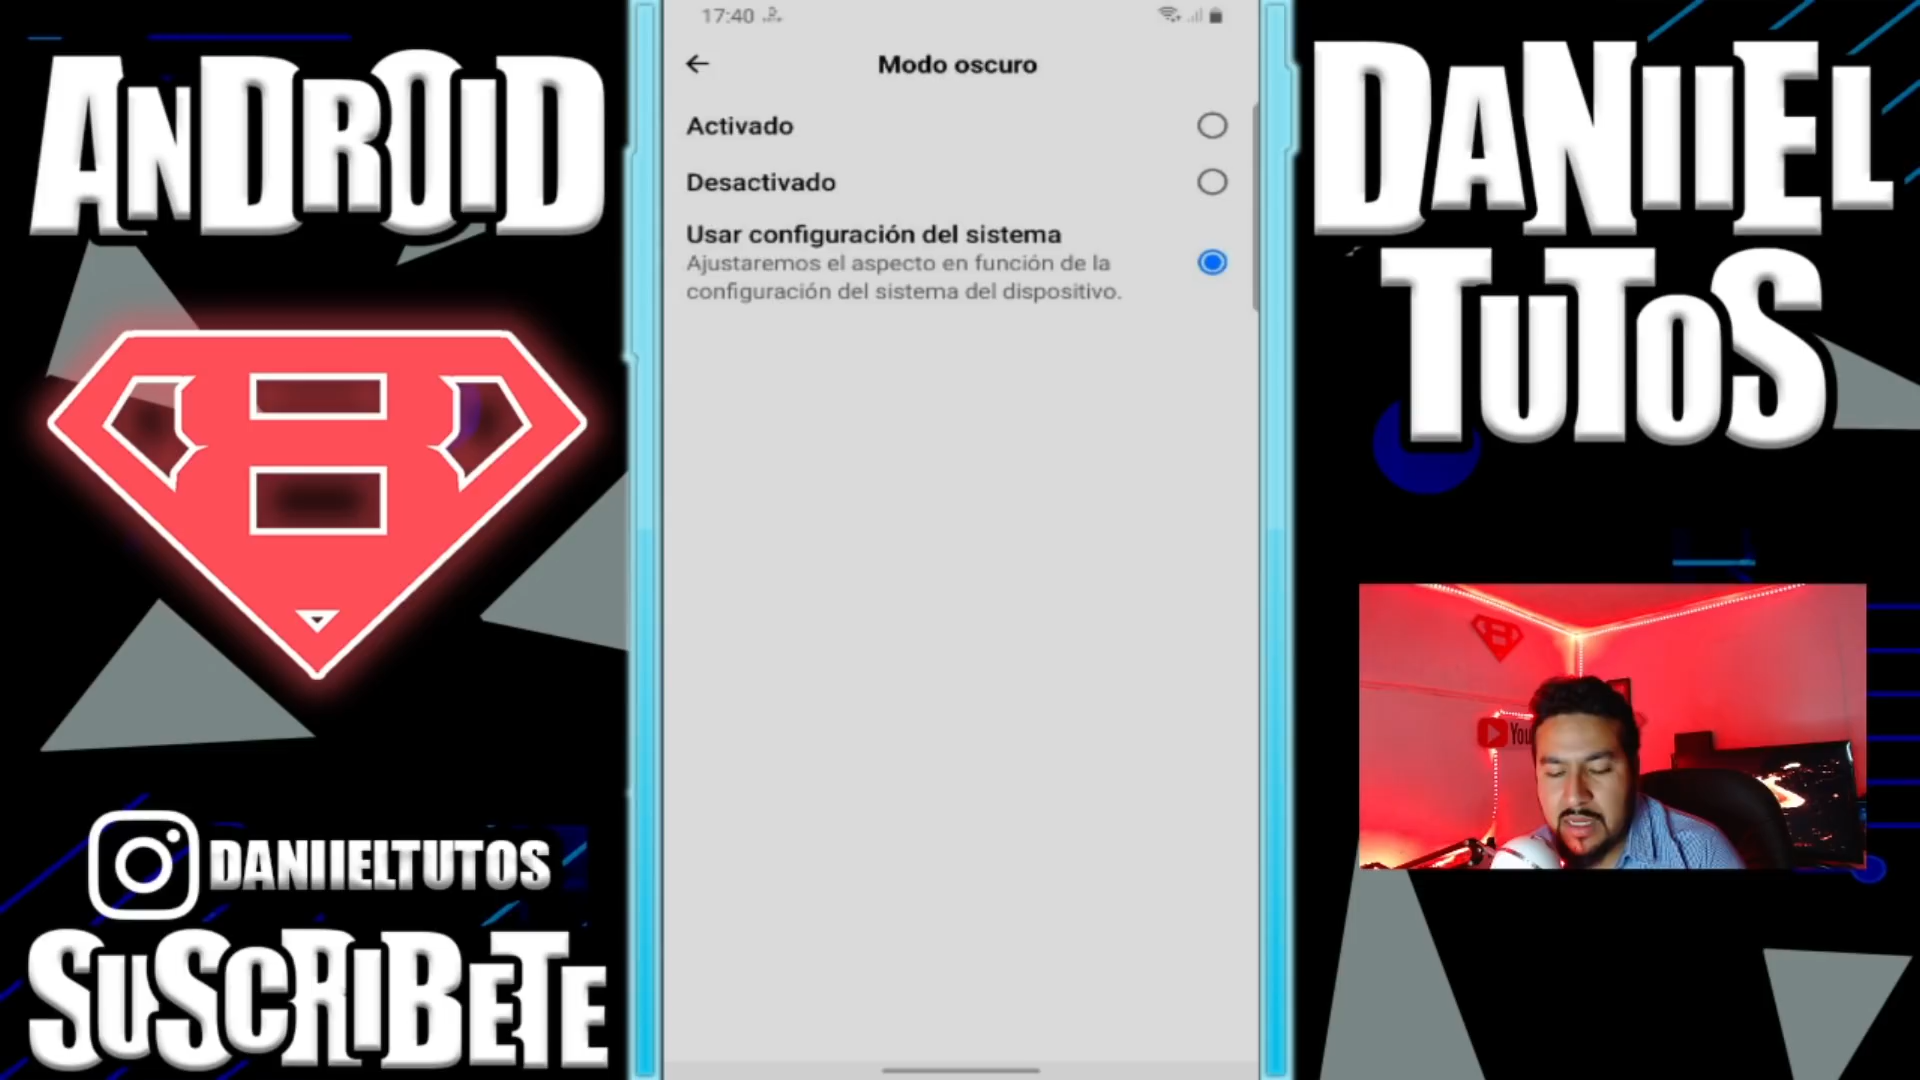 ANDROID
17:40
Modo oscuro
Activado
Desactivado
Usar configuración del sistema
Ajustaremos el aspecto en función de la
configuración del sistema del dispositivo.
DANIIEL
TUTOS
You
DANIIELTUTOS
SUSCRIBETE